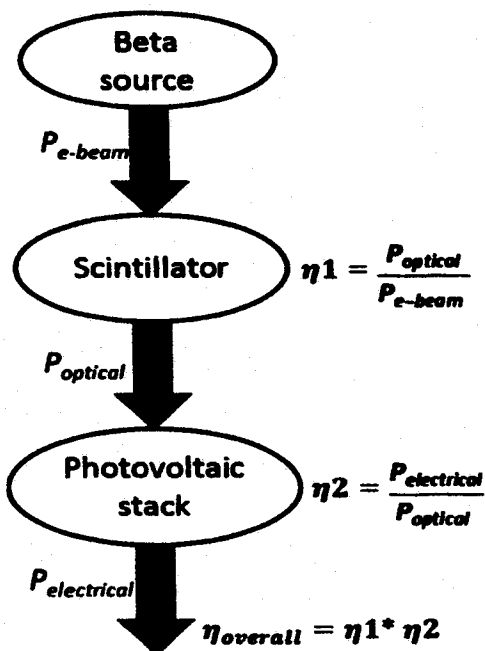 Beta
source
P_e-beam
Scintillator
η1 = P_optical / P_e-beam
P_optical
Photovoltaic
stack
η2 = P_electrical / P_optical
P_electrical
η_overall = η1* η2